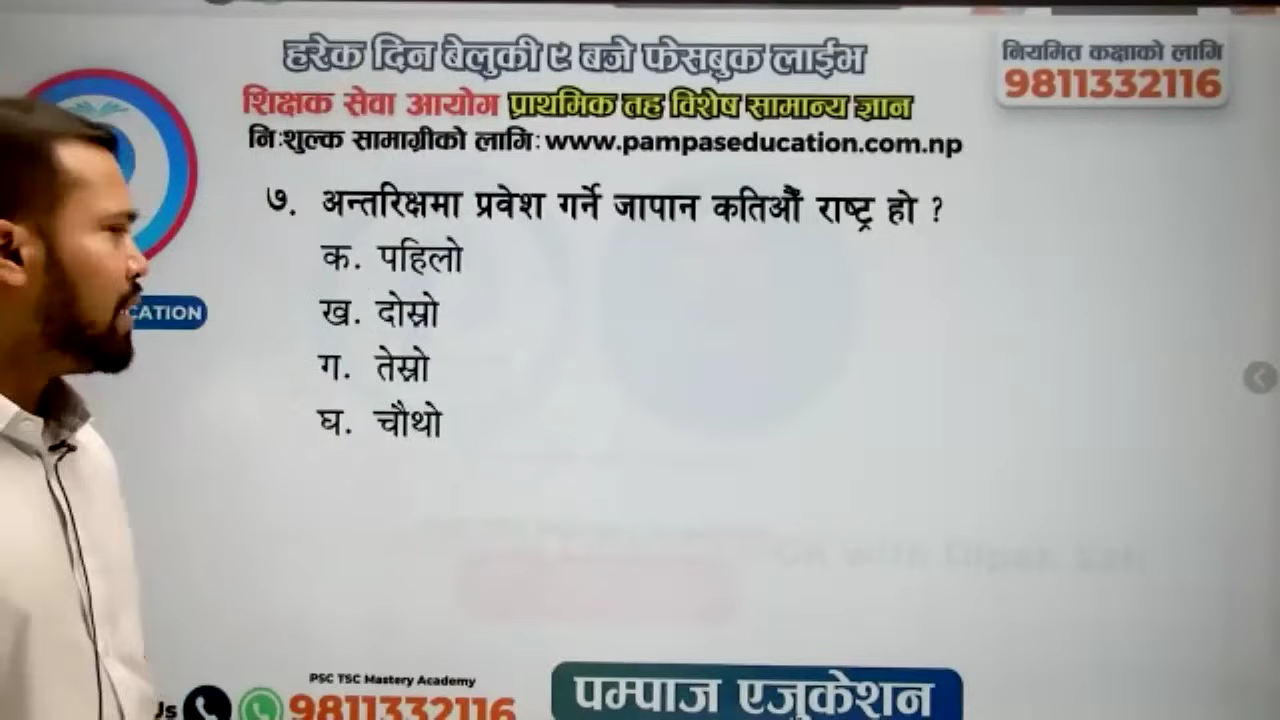 हरेक दिन बेलुकी ९ बजे फेसबुक लाईभ
नियमित कक्षाको लागि
9811332116
शिक्षक सेवा आयोग प्राथमिक तह विशेष सामान्य ज्ञान
नि:शुल्क सामाग्रीको लागि: www.pampaseducation.com.np
७. अन्तरिक्षमा प्रवेश गर्ने जापान कतिऔं राष्ट्र हो ?
क. पहिलो
ख. दोस्रो
CATION
ग. तेस्रो
घ. चौथो
PSC TSC Mastery Academy
Us 9811332116
पम्पाज एजुकेशन